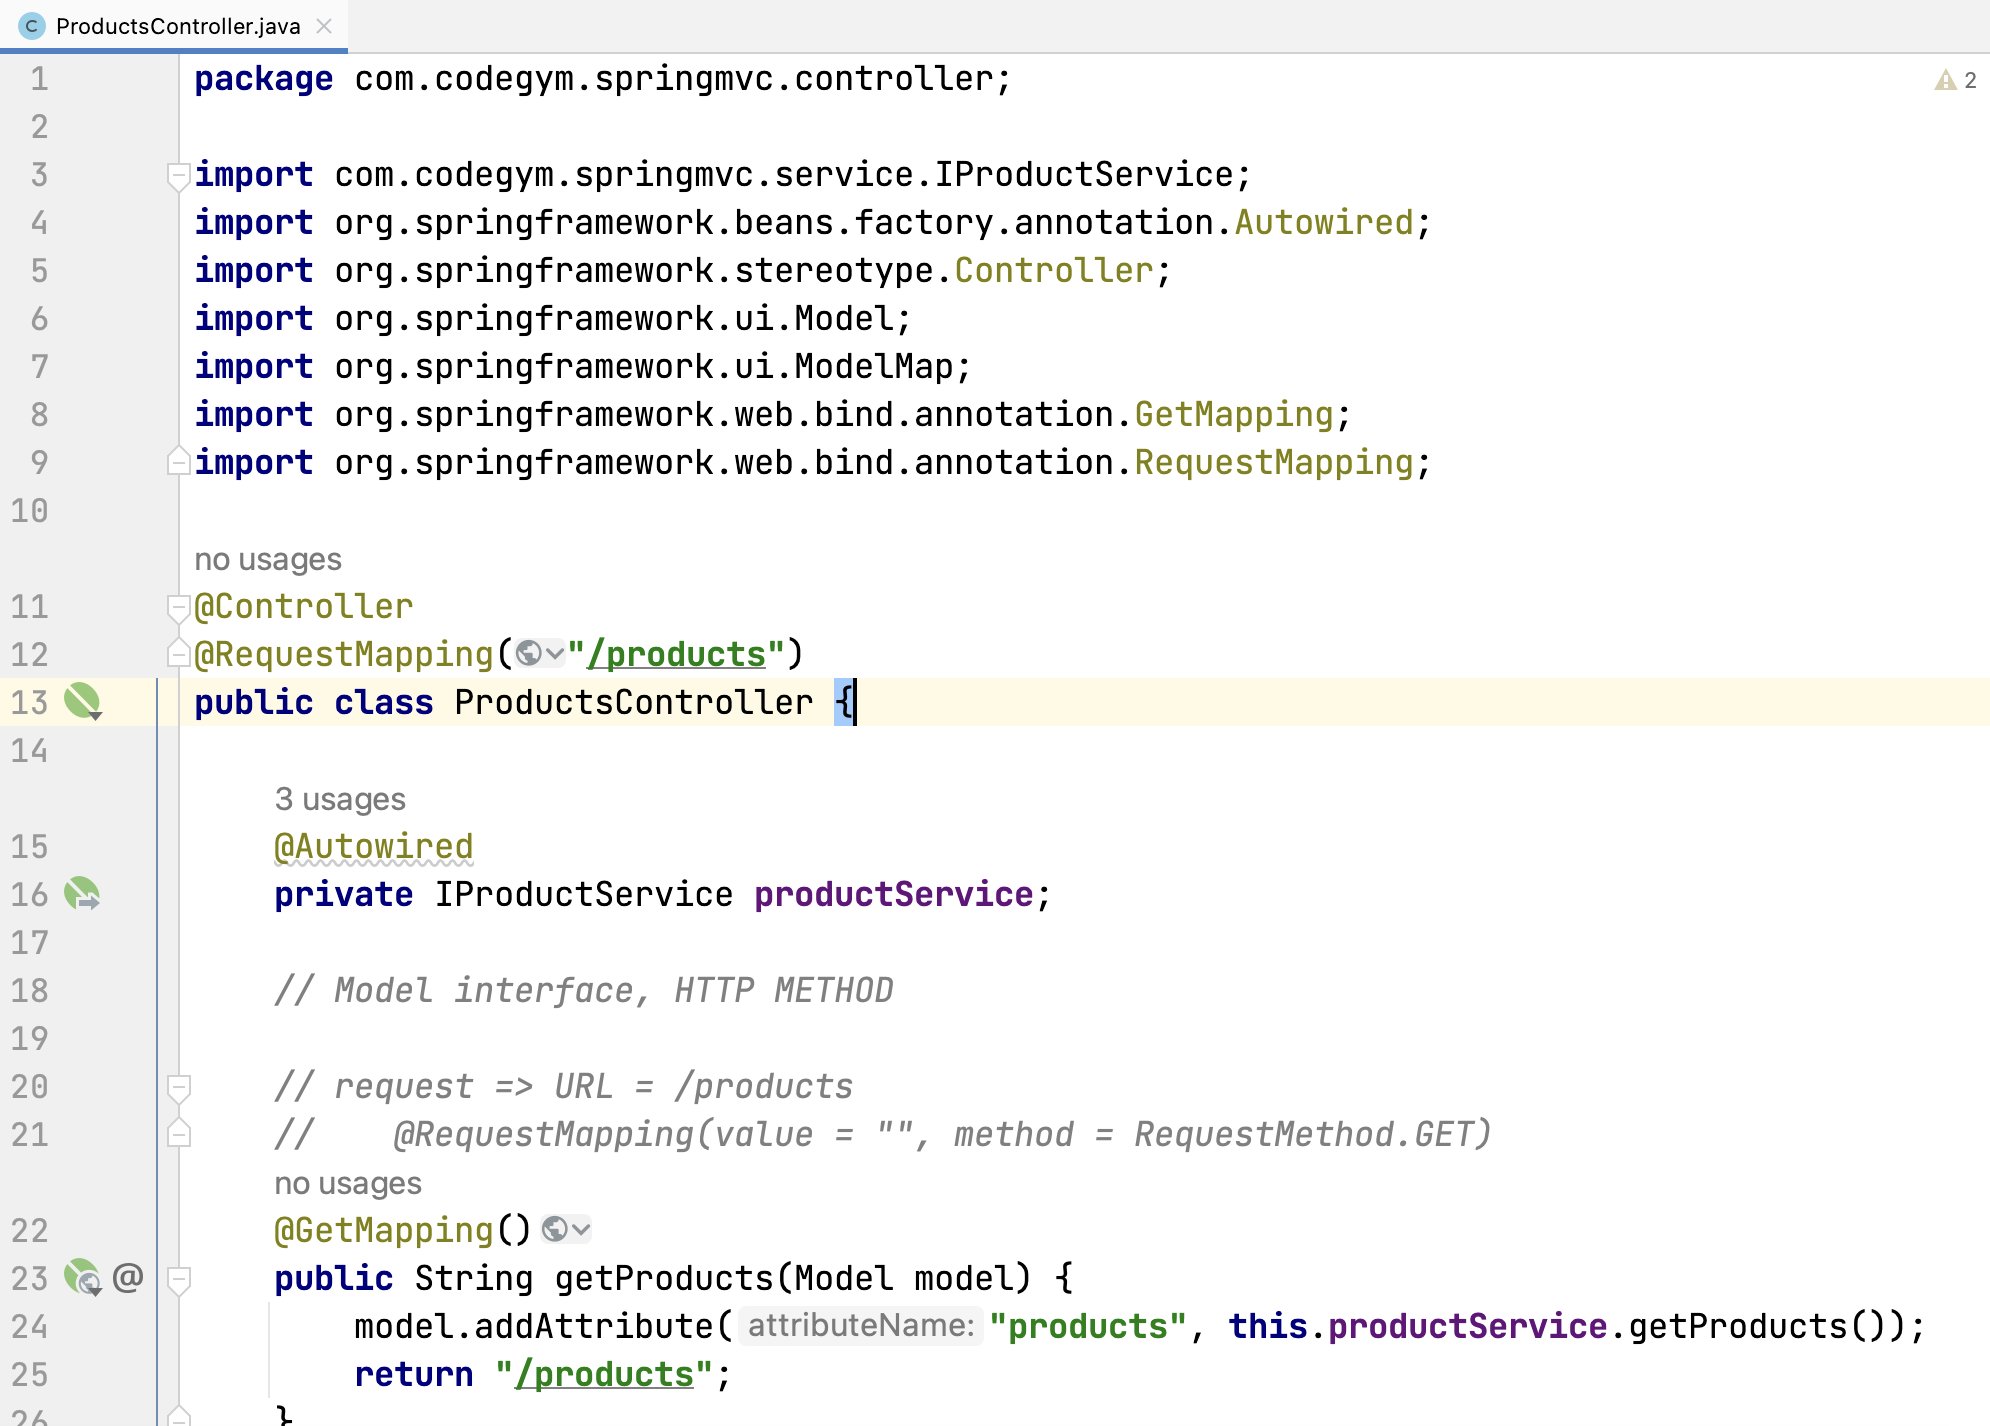 C ProductsController.java
1 package com.codegym.springmvc.controller; 2
2
3 import com.codegym.springmvc.service.IProductService;
4 import org.springframework.beans.factory.annotation.Autowired;
5 import org.springframework.stereotype.Controller;
6 import org.springframework.ui.Model;
7 import org.springframework.ui.ModelMap;
8 import org.springframework.web.bind.annotation.GetMapping;
9 import org.springframework.web.bind.annotation.RequestMapping;
10
no usages
11 @Controller
12 @RequestMapping("/products")
13 public class ProductsController {
14
3 usages
15 @Autowired
16 private IProductService productService;
17
18 // Model interface, HTTP METHOD
19
20 // request => URL = /products
21 //    @RequestMapping(value = "", method = RequestMethod.GET)
no usages
22 @GetMapping()
23 @ public String getProducts(Model model) {
24 model.addAttribute( attributeName: "products", this.productService.getProducts());
25 return "/products";
26 }